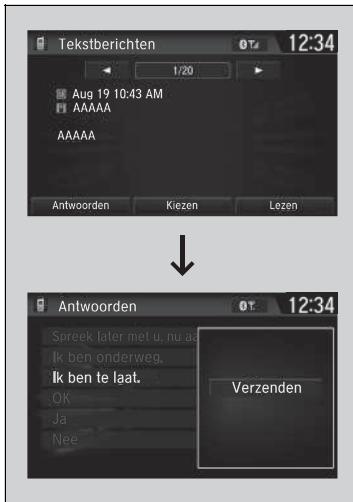 Tekstberichten 12:34
◄ 1/20 ►
Aug 19 10:43 AM
AAAAA
AAAAA
Antwoorden Kiezen Lezen
Antwoorden 12:34
Spreek later met u, nu aa
Ik ben onderweg.
Ik ben te laat.
Verzenden
OK
Ja
Nee